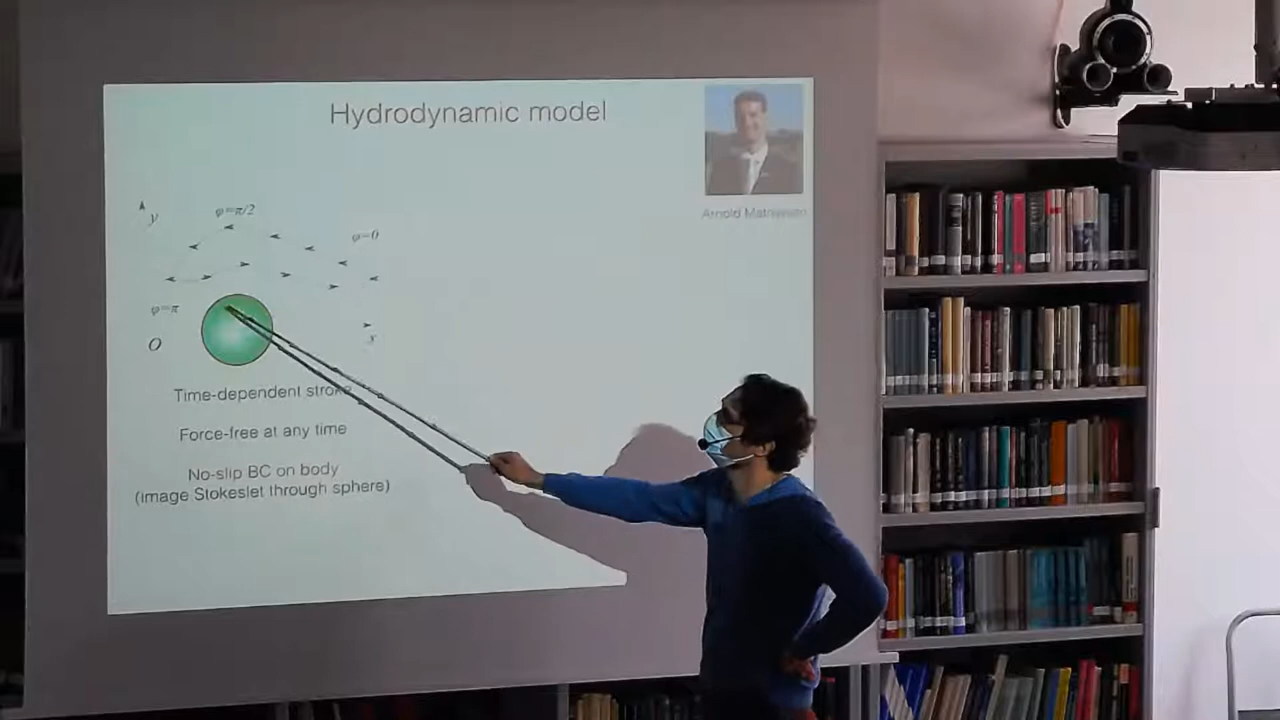 Hydrodynamic model
Arnold Mathijssen
y
φ=π/2
φ=0
φ=π
O
x
Time-dependent stroke
Force-free at any time
No-slip BC on body
(image Stokeslet through sphere)